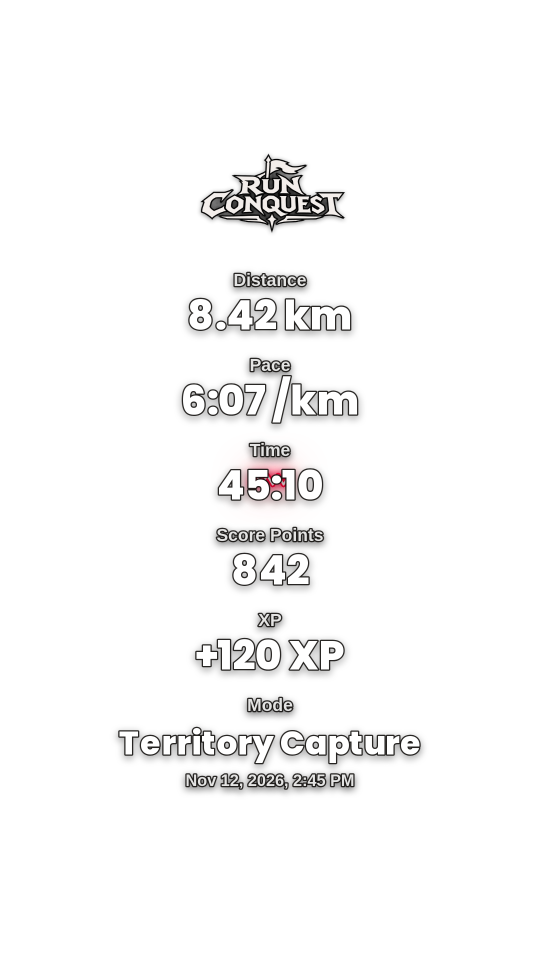 RUN
CONQUEST
Distance
8.42 km
Pace
6:07 /km
Time
45:10
Score Points
842
XP
+120 XP
Mode
Territory Capture
Nov 12, 2026, 2:45 PM